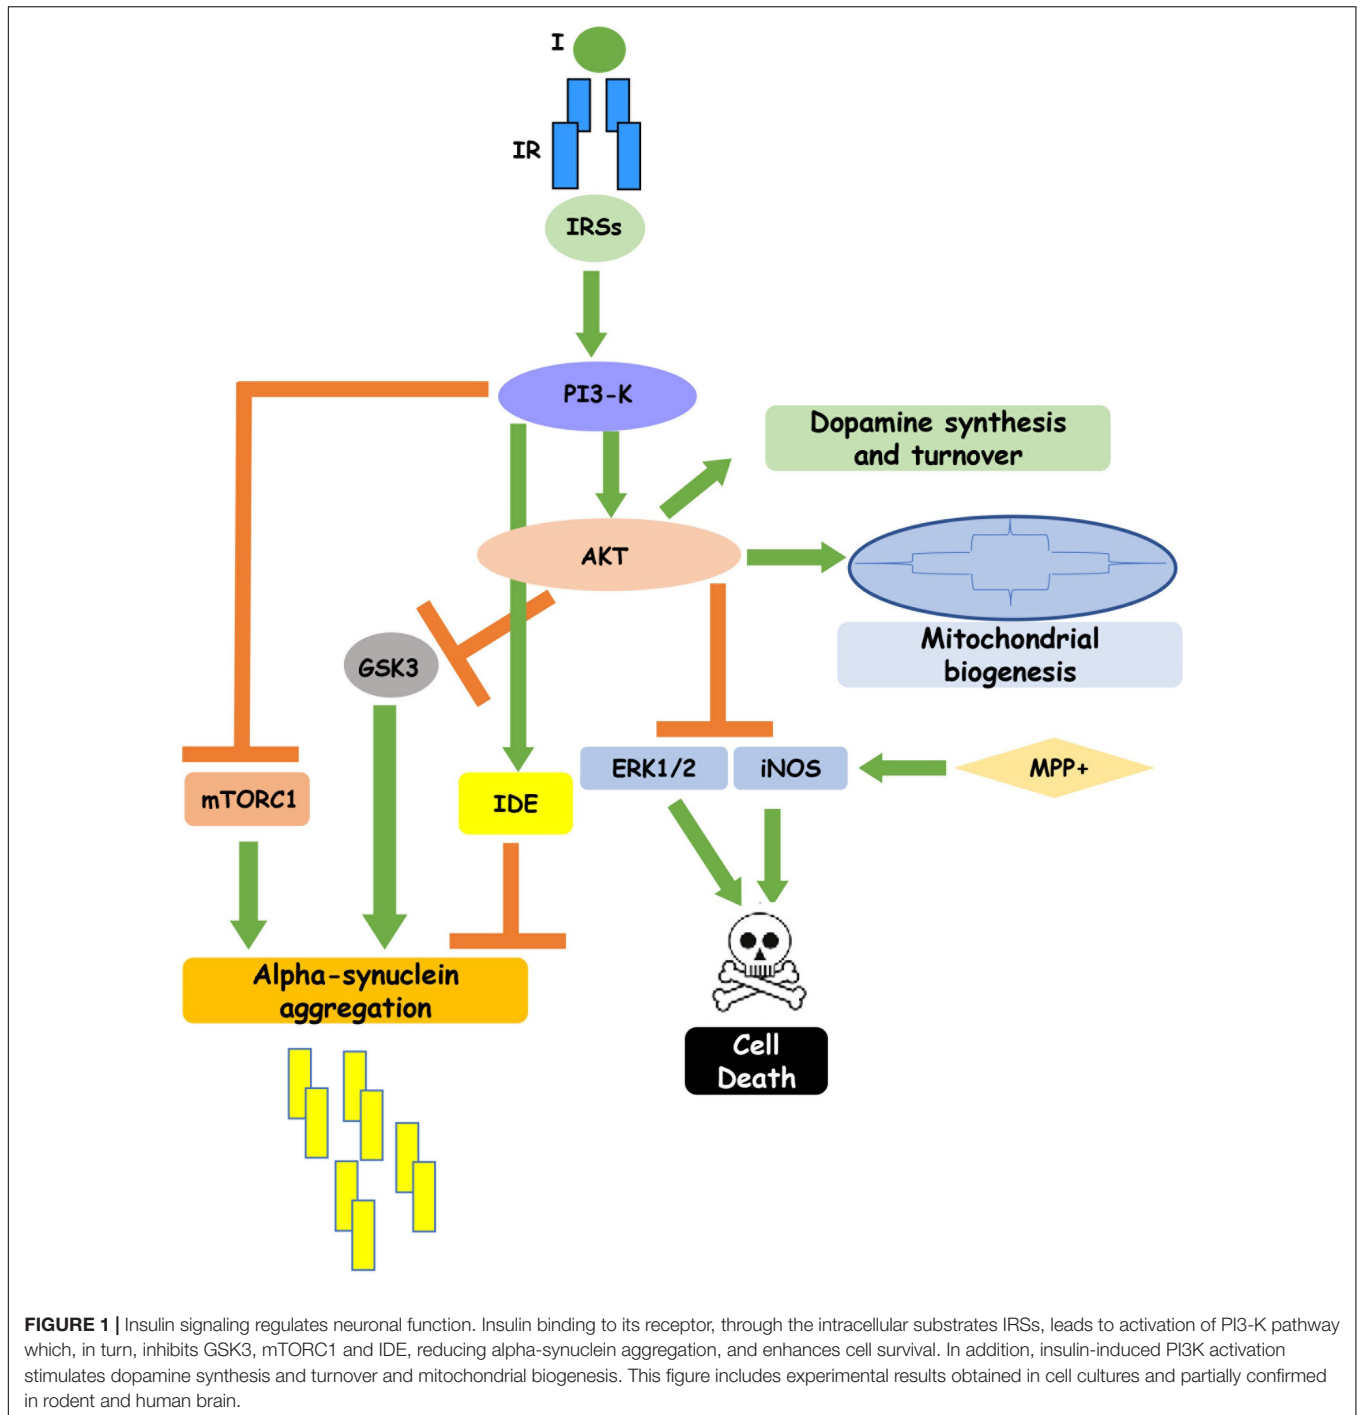 I
IR
IRSs
PI3-K
Dopamine synthesis
and turnover
AKT
Mitochondrial
biogenesis
GSK3
mTORC1
IDE
ERK1/2
iNOS
MPP+
Alpha-synuclein
aggregation
Cell
Death
FIGURE 1 | Insulin signaling regulates neuronal function. Insulin binding to its receptor, through the intracellular substrates IRSs, leads to activation of PI3-K pathway
which, in turn, inhibits GSK3, mTORC1 and IDE, reducing alpha-synuclein aggregation, and enhances cell survival. In addition, insulin-induced PI3K activation
stimulates dopamine synthesis and turnover and mitochondrial biogenesis. This figure includes experimental results obtained in cell cultures and partially confirmed
in rodent and human brain.